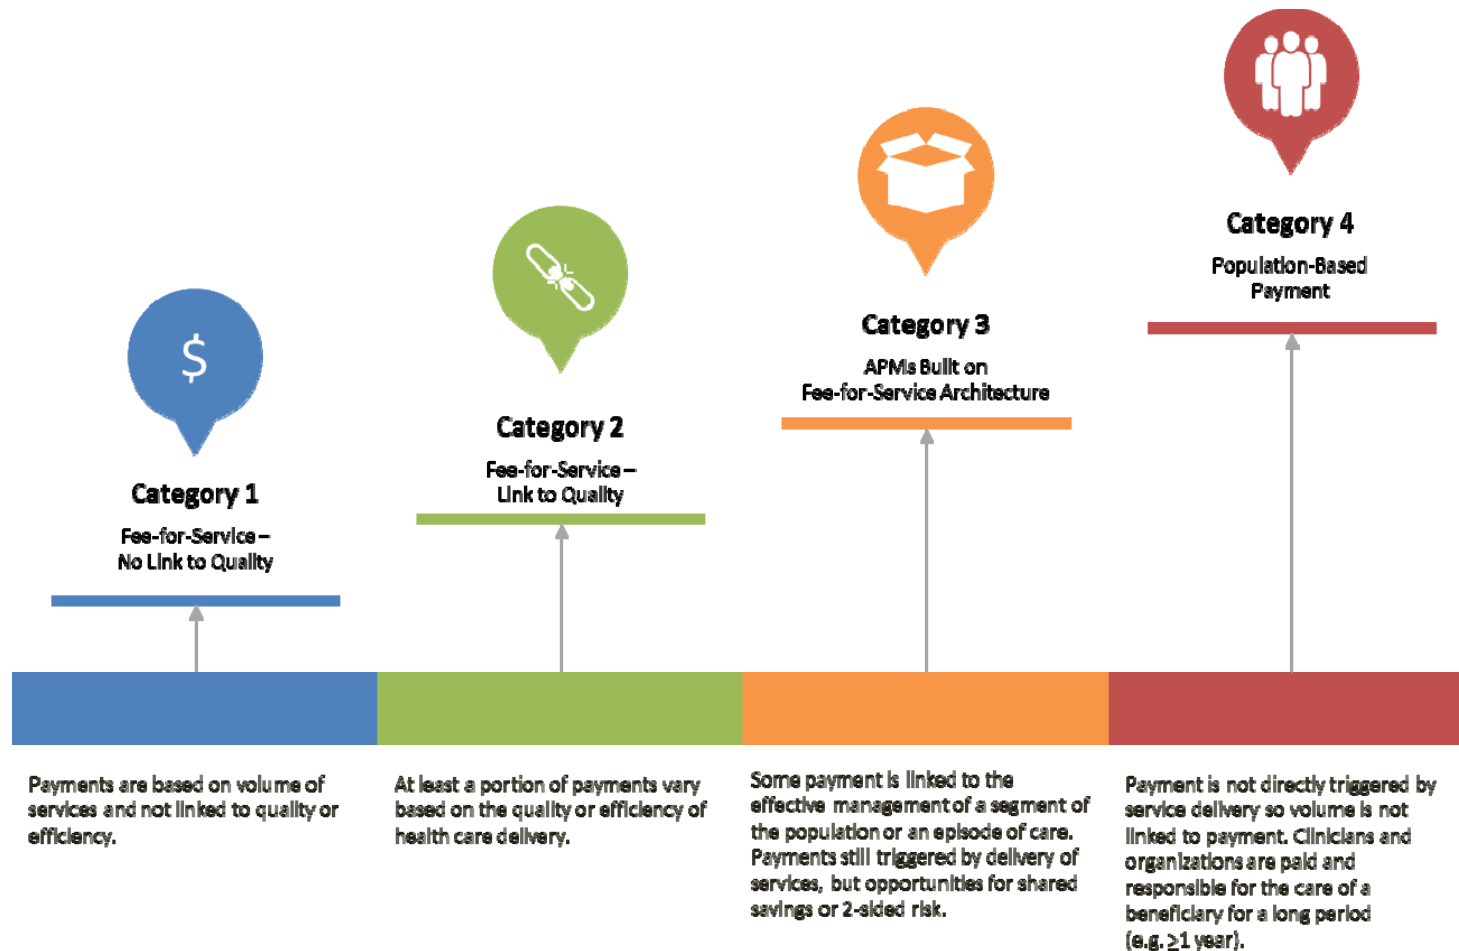 $
Category 1
Fee-for-Service –
No Link to Quality
Category 2
Fee-for-Service –
Link to Quality
Category 3
APMs Built on
Fee-for-Service Architecture
Category 4
Population-Based
Payment
Payments are based on volume of
services and not linked to quality or
efficiency.
At least a portion of payments vary
based on the quality or efficiency of
health care delivery.
Some payment is linked to the
effective management of a segment of
the population or an episode of care.
Payments still triggered by delivery of
services, but opportunities for shared
savings or 2-sided risk.
Payment is not directly triggered by
service delivery so volume is not
linked to payment. Clinicians and
organizations are paid and
responsible for the care of a
beneficiary for a long period
(e.g. ≥1 year).